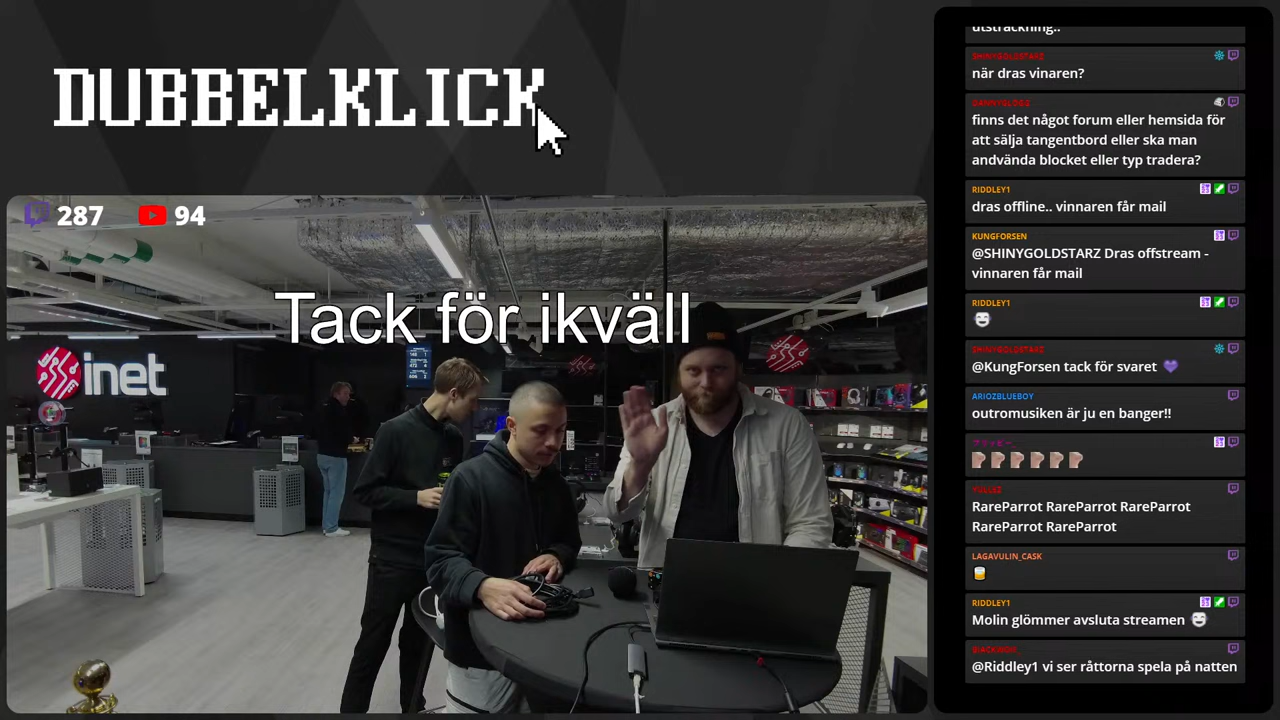 DUBBELKLICK
287
94
Tack för ikväll
inet
utsträckning..
SHINYGOLDSTARZ
när dras vinaren?
finns det något forum eller hemsida för
att sälja tangentbord eller ska man
andvända blocket eller typ tradera?
RIDDLEY1
dras offline.. vinnaren får mail
KUNGFORSEN
@SHINYGOLDSTARZ Dras offstream -
vinnaren får mail
RIDDLEY1
SHINYGOLDSTARZ
@KungForsen tack för svaret
ARIOZBLUEBOY
outromusiken är ju en banger!!
RareParrot RareParrot RareParrot
RareParrot RareParrot
LAGAVULIN_CASK
RIDDLEY1
Molin glömmer avsluta streamen
@Riddley1 vi ser råttorna spela på natten